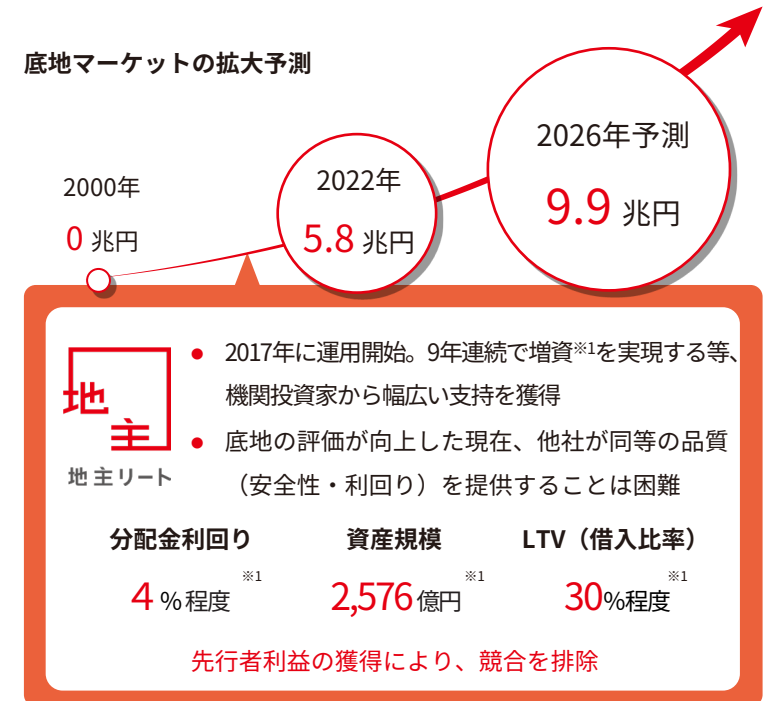 底地マーケットの拡大予測
2000年
0 兆円
2022年
5.8 兆円
2026年予測
9.9 兆円
地主
地主リート
● 2017年に運用開始。9年連続で増資※1を実現する等、
機関投資家から幅広い支持を獲得
● 底地の評価が向上した現在、他社が同等の品質
（安全性・利回り）を提供することは困難
分配金利回り
4 %程度 ※1
資産規模
2,576 億円 ※1
LTV（借入比率）
30%程度 ※1
先行者利益の獲得により、競合を排除